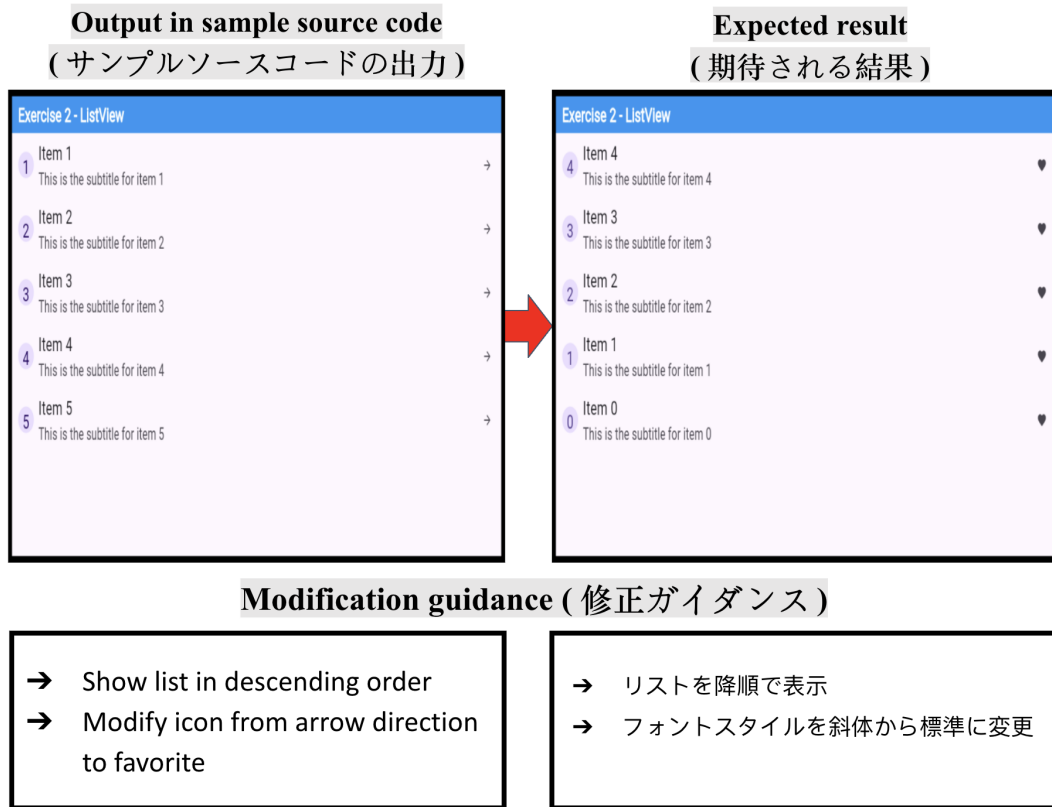 Output in sample source code
( サンプルソースコードの出力 )
Expected result
( 期待される結果 )
Exercise 2 - ListView
1
Item 1
This is the subtitle for item 1
2
Item 2
This is the subtitle for item 2
3
Item 3
This is the subtitle for item 3
4
Item 4
This is the subtitle for item 4
5
Item 5
This is the subtitle for item 5
Exercise 2 - ListView
4
Item 4
This is the subtitle for item 4
3
Item 3
This is the subtitle for item 3
2
Item 2
This is the subtitle for item 2
1
Item 1
This is the subtitle for item 1
0
Item 0
This is the subtitle for item 0
Modification guidance ( 修正ガイダンス )
➔ Show list in descending order
➔ Modify icon from arrow direction
to favorite
➔ リストを降順で表示
➔ フォントスタイルを斜体から標準に変更